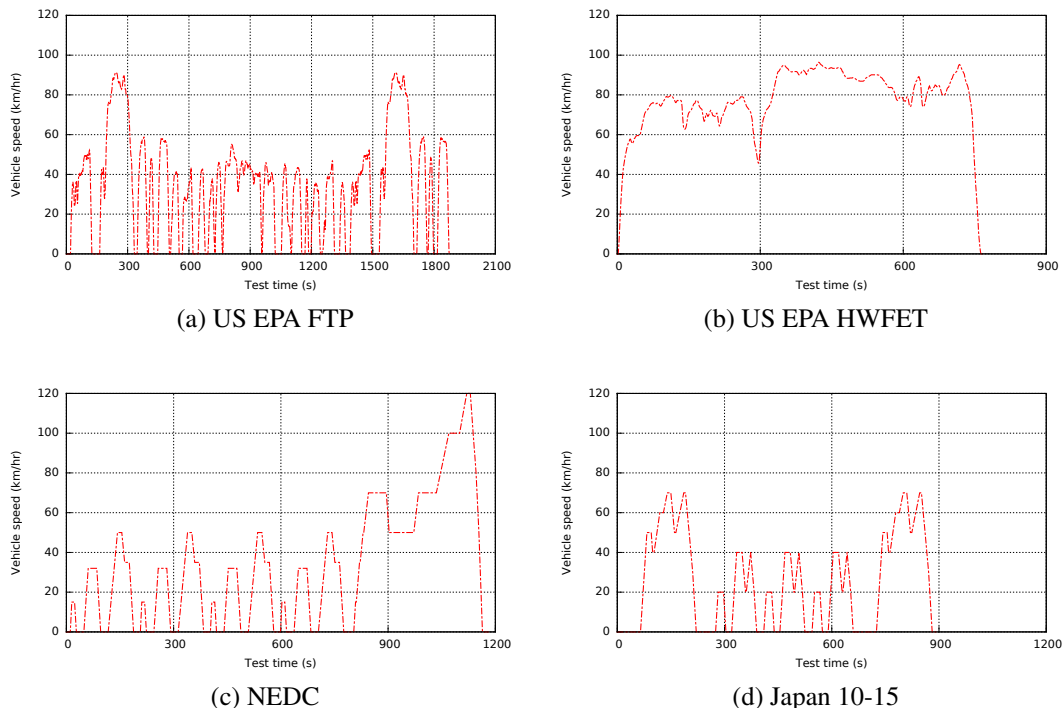 120
100
80
60
40
20
0
Vehicle speed (km/hr)
0 300 600 900 1200 1500 1800 2100
Test time (s)
(a) US EPA FTP
120
100
80
60
40
20
0
Vehicle speed (km/hr)
0 300 600 900
Test time (s)
(b) US EPA HWFET
120
100
80
60
40
20
0
Vehicle speed (km/hr)
0 300 600 900 1200
Test time (s)
(c) NEDC
120
100
80
60
40
20
0
Vehicle speed (km/hr)
0 300 600 900 1200
Test time (s)
(d) Japan 10-15